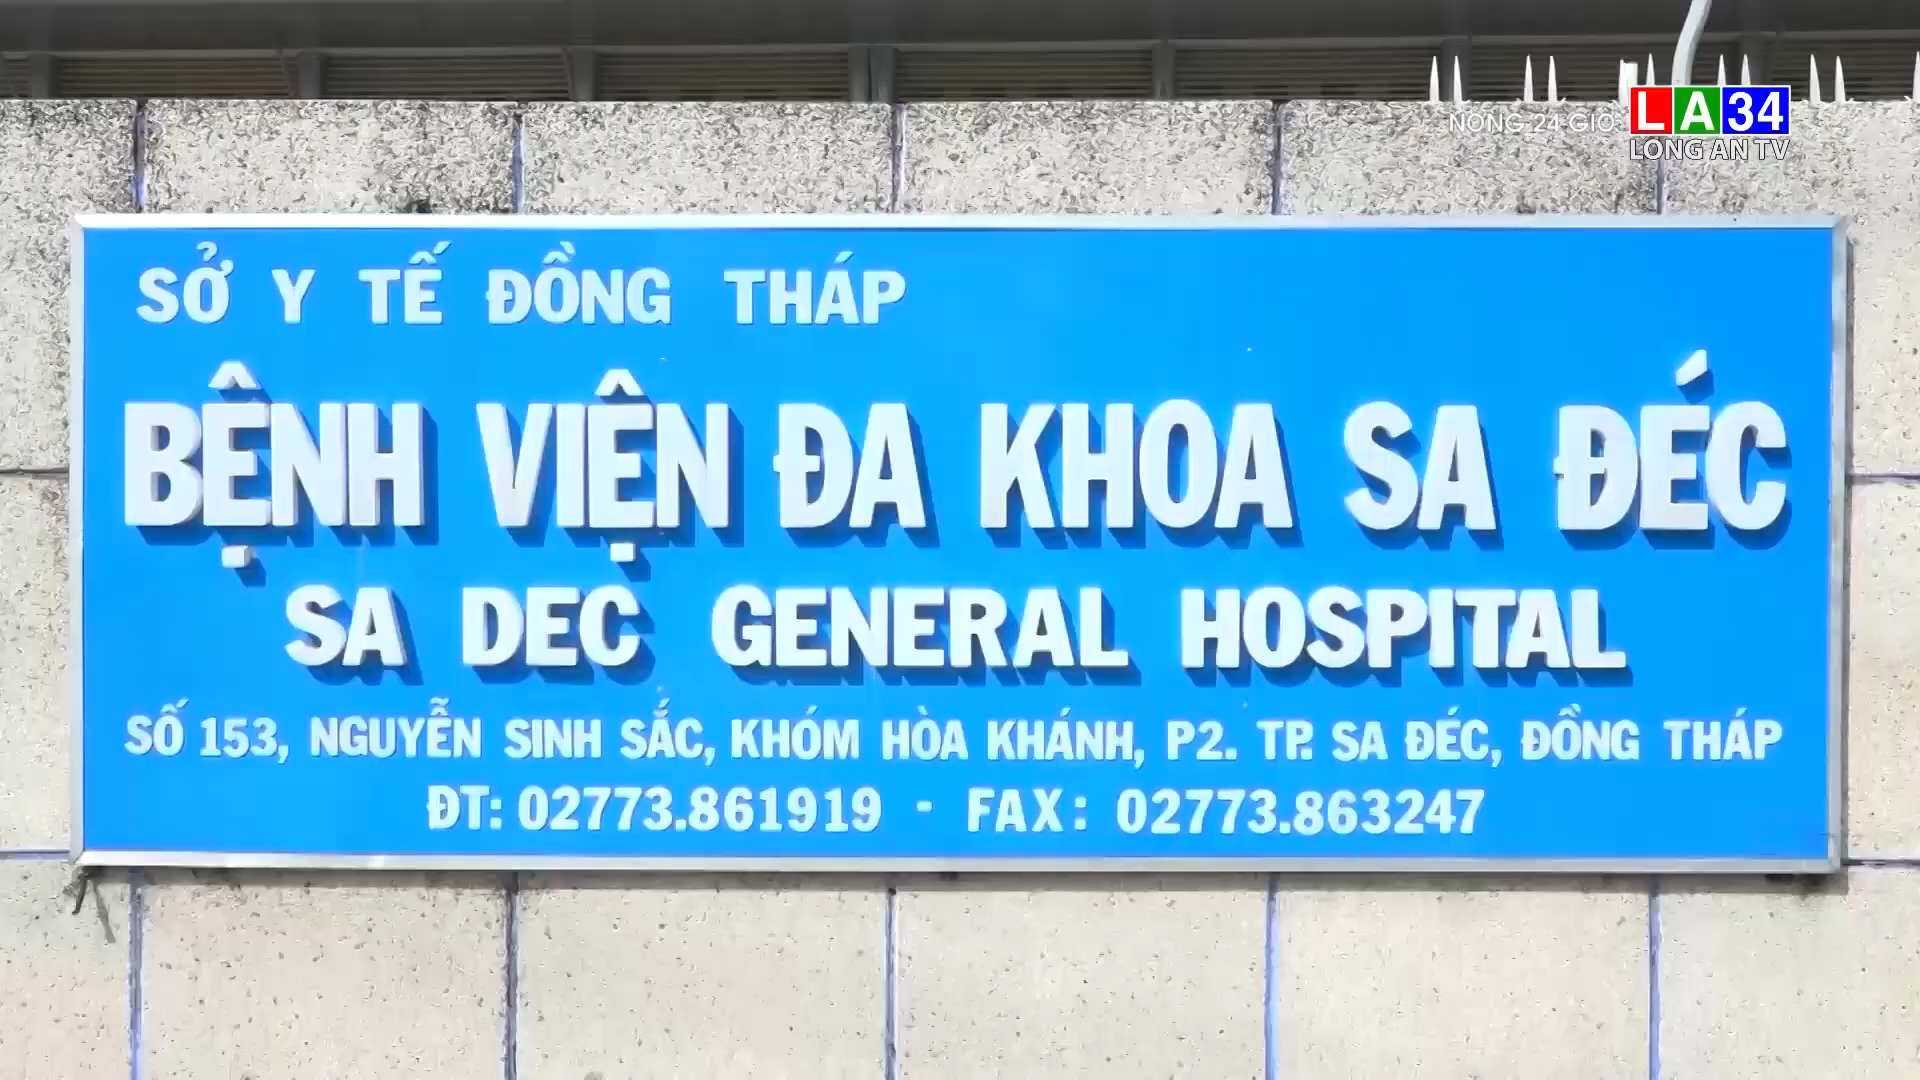 NÓNG 24 GIỜ LA34
LONG AN TV
SỞ Y TẾ ĐỒNG THÁP
BỆNH VIỆN ĐA KHOA SA ĐÉC
SA DEC GENERAL HOSPITAL
SỐ 153, NGUYỄN SINH SẮC, KHÓM HÒA KHÁNH, P2. TP. SA ĐÉC, ĐỒNG THÁP
ĐT: 02773.861919 - FAX: 02773.863247